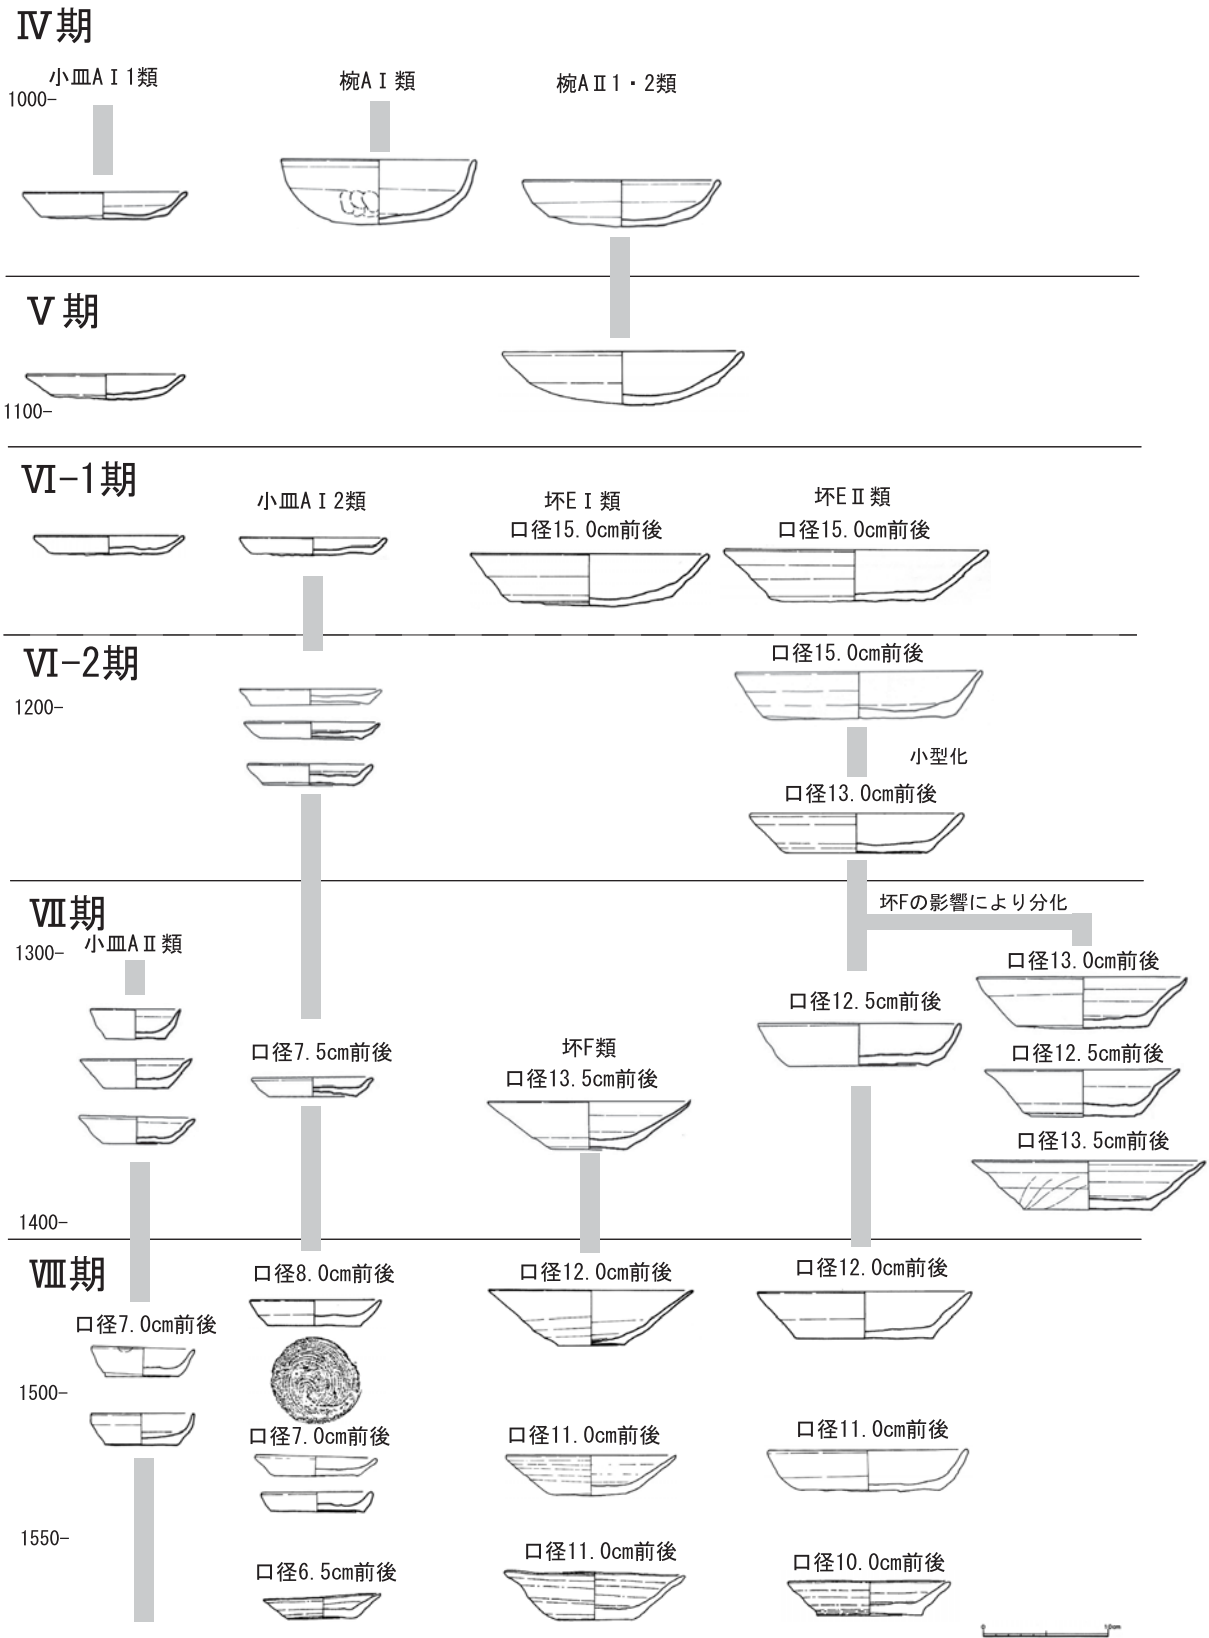 Ⅳ期
小皿AⅠ1類
椀AⅠ類
椀AⅡ1・2類
1000-
Ⅴ期
1100-
Ⅵ-1期
小皿AⅠ2類
坏EⅠ類
口径15.0cm前後
坏EⅡ類
口径15.0cm前後
Ⅵ-2期
口径15.0cm前後
1200-
小型化
口径13.0cm前後
Ⅶ期
坏Fの影響により分化
1300-
小皿AⅡ類
口径13.0cm前後
口径12.5cm前後
口径7.5cm前後
坏F類
口径13.5cm前後
口径12.5cm前後
口径13.5cm前後
1400-
Ⅷ期
口径8.0cm前後
口径12.0cm前後
口径12.0cm前後
口径7.0cm前後
1500-
口径7.0cm前後
口径11.0cm前後
口径11.0cm前後
1550-
口径6.5cm前後
口径11.0cm前後
口径10.0cm前後
0 10cm